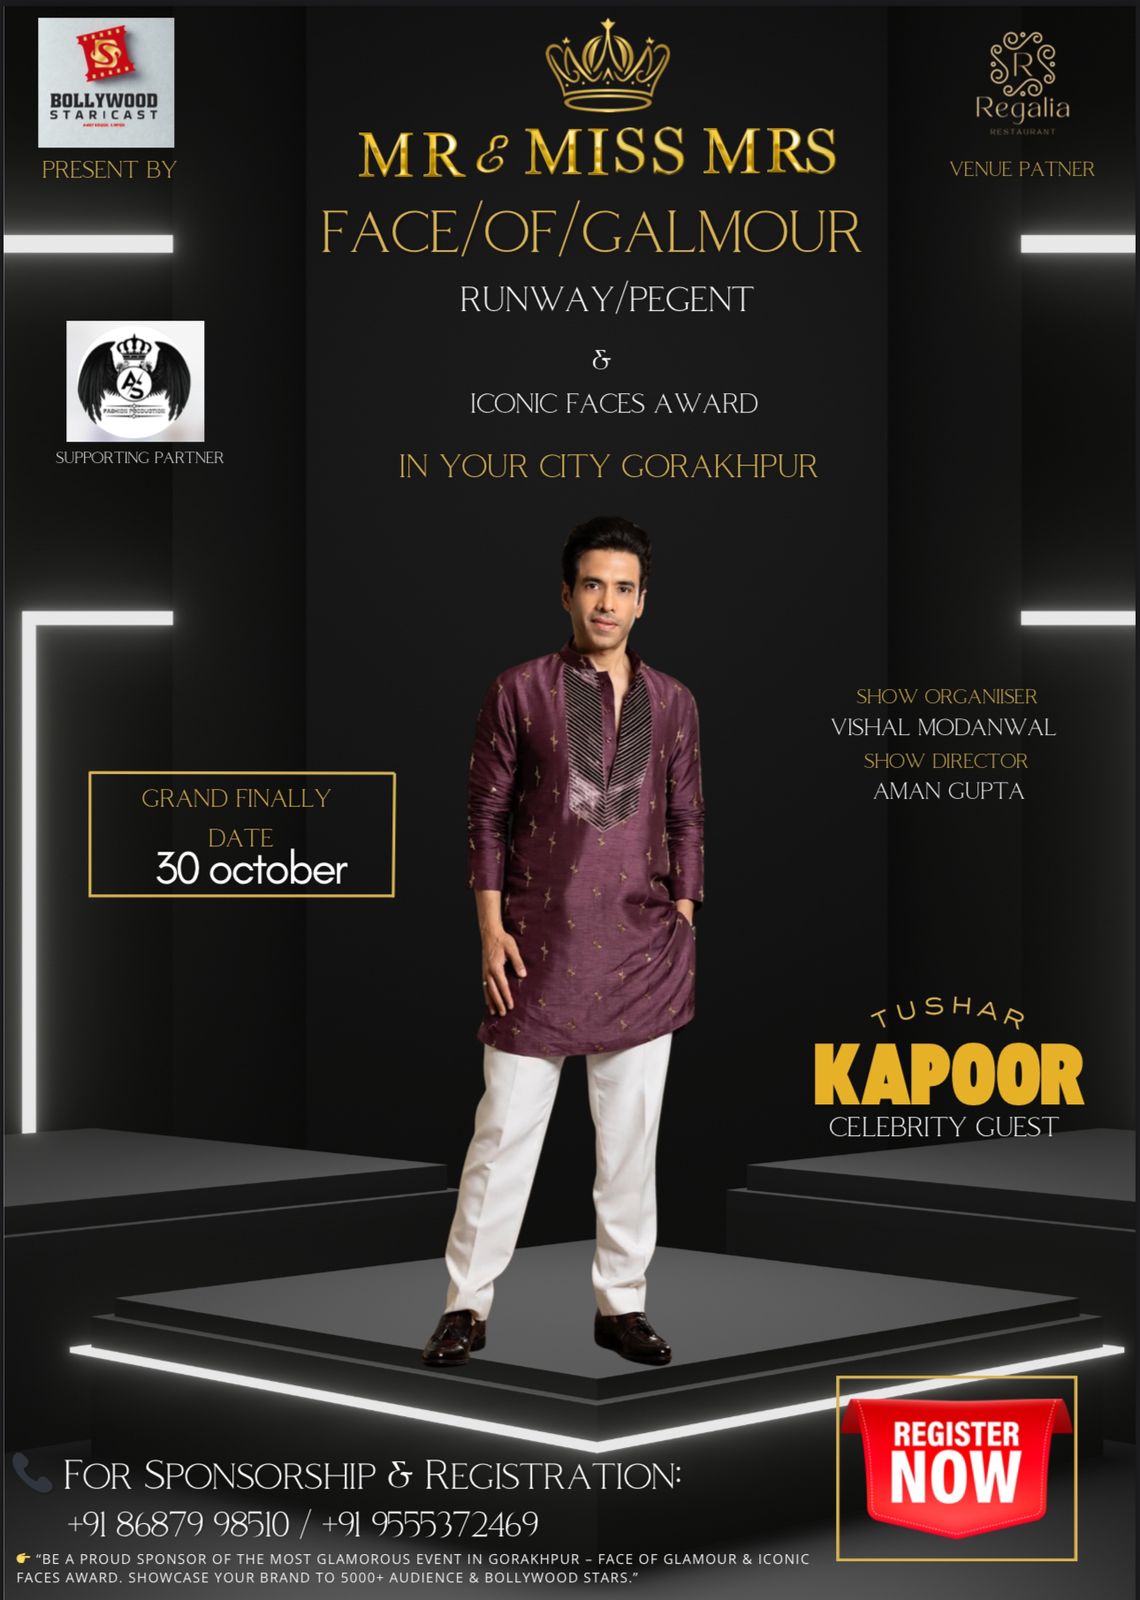 BOLLYWOOD
STARICAST
PRESENT BY
MR & MISS MRS
FACE/OF/GALMOUR
RUNWAY/PEGENT
&
ICONIC FACES AWARD
IN YOUR CITY GORAKHPUR
SR
Regalia
RESTAURANT
VENUE PATNER
AS
FASHION PRODUCTION
SUPPORTING PARTNER
SHOW ORGANIISER
VISHAL MODANWAL
SHOW DIRECTOR
AMAN GUPTA
GRAND FINALLY
DATE
30 october
TUSHAR
KAPOOR
CELEBRITY GUEST
REGISTER
NOW
FOR SPONSORSHIP & REGISTRATION:
+91 86879 98510 / +91 9555372469
“BE A PROUD SPONSOR OF THE MOST GLAMOROUS EVENT IN GORAKHPUR – FACE OF GLAMOUR & ICONIC
FACES AWARD. SHOWCASE YOUR BRAND TO 5000+ AUDIENCE & BOLLYWOOD STARS.”